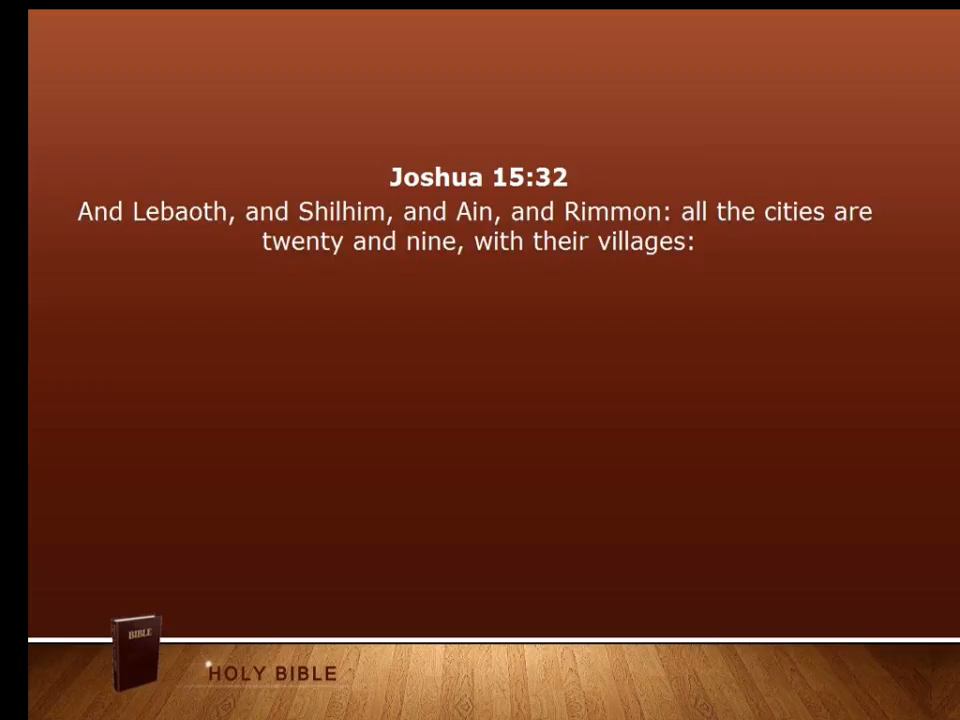 Joshua 15:32
And Lebaoth, and Shilhim, and Ain, and Rimmon: all the cities are
twenty and nine, with their villages:
BIBLE
HOLY BIBLE